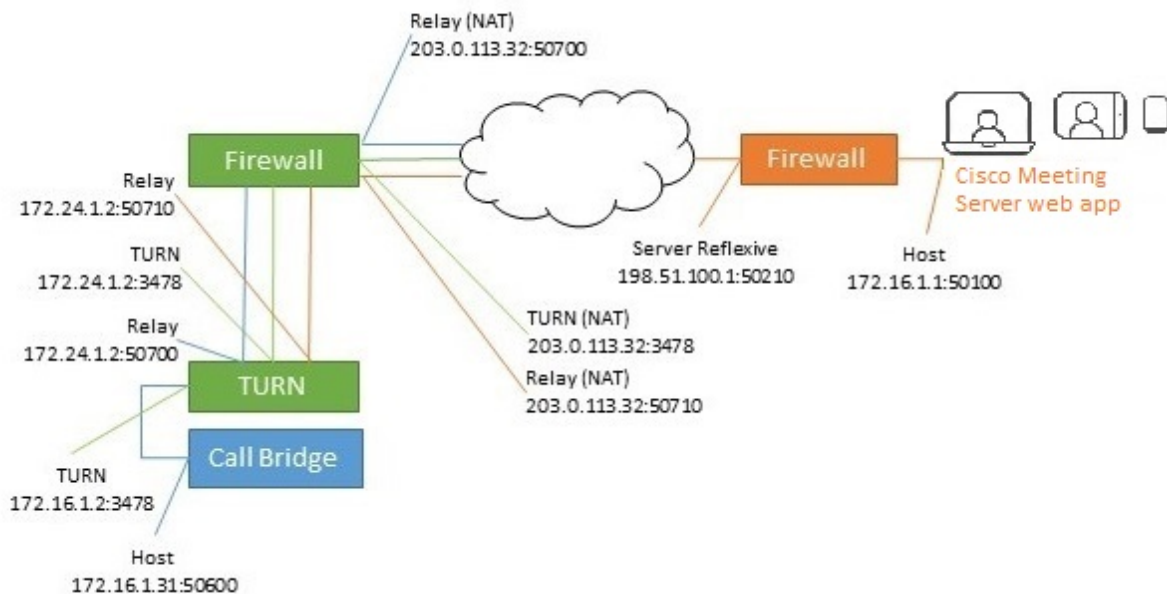 Relay (NAT)
203.0.113.32:50700
Firewall
Firewall
Relay
172.24.1.2:50710
Cisco Meeting
Server web app
TURN
172.24.1.2:3478
Server Reflexive
198.51.100.1:50210
Host
172.16.1.1:50100
Relay
172.24.1.2:50700
TURN (NAT)
203.0.113.32:3478
TURN
Relay (NAT)
203.0.113.32:50710
Call Bridge
TURN
172.16.1.2:3478
Host
172.16.1.31:50600